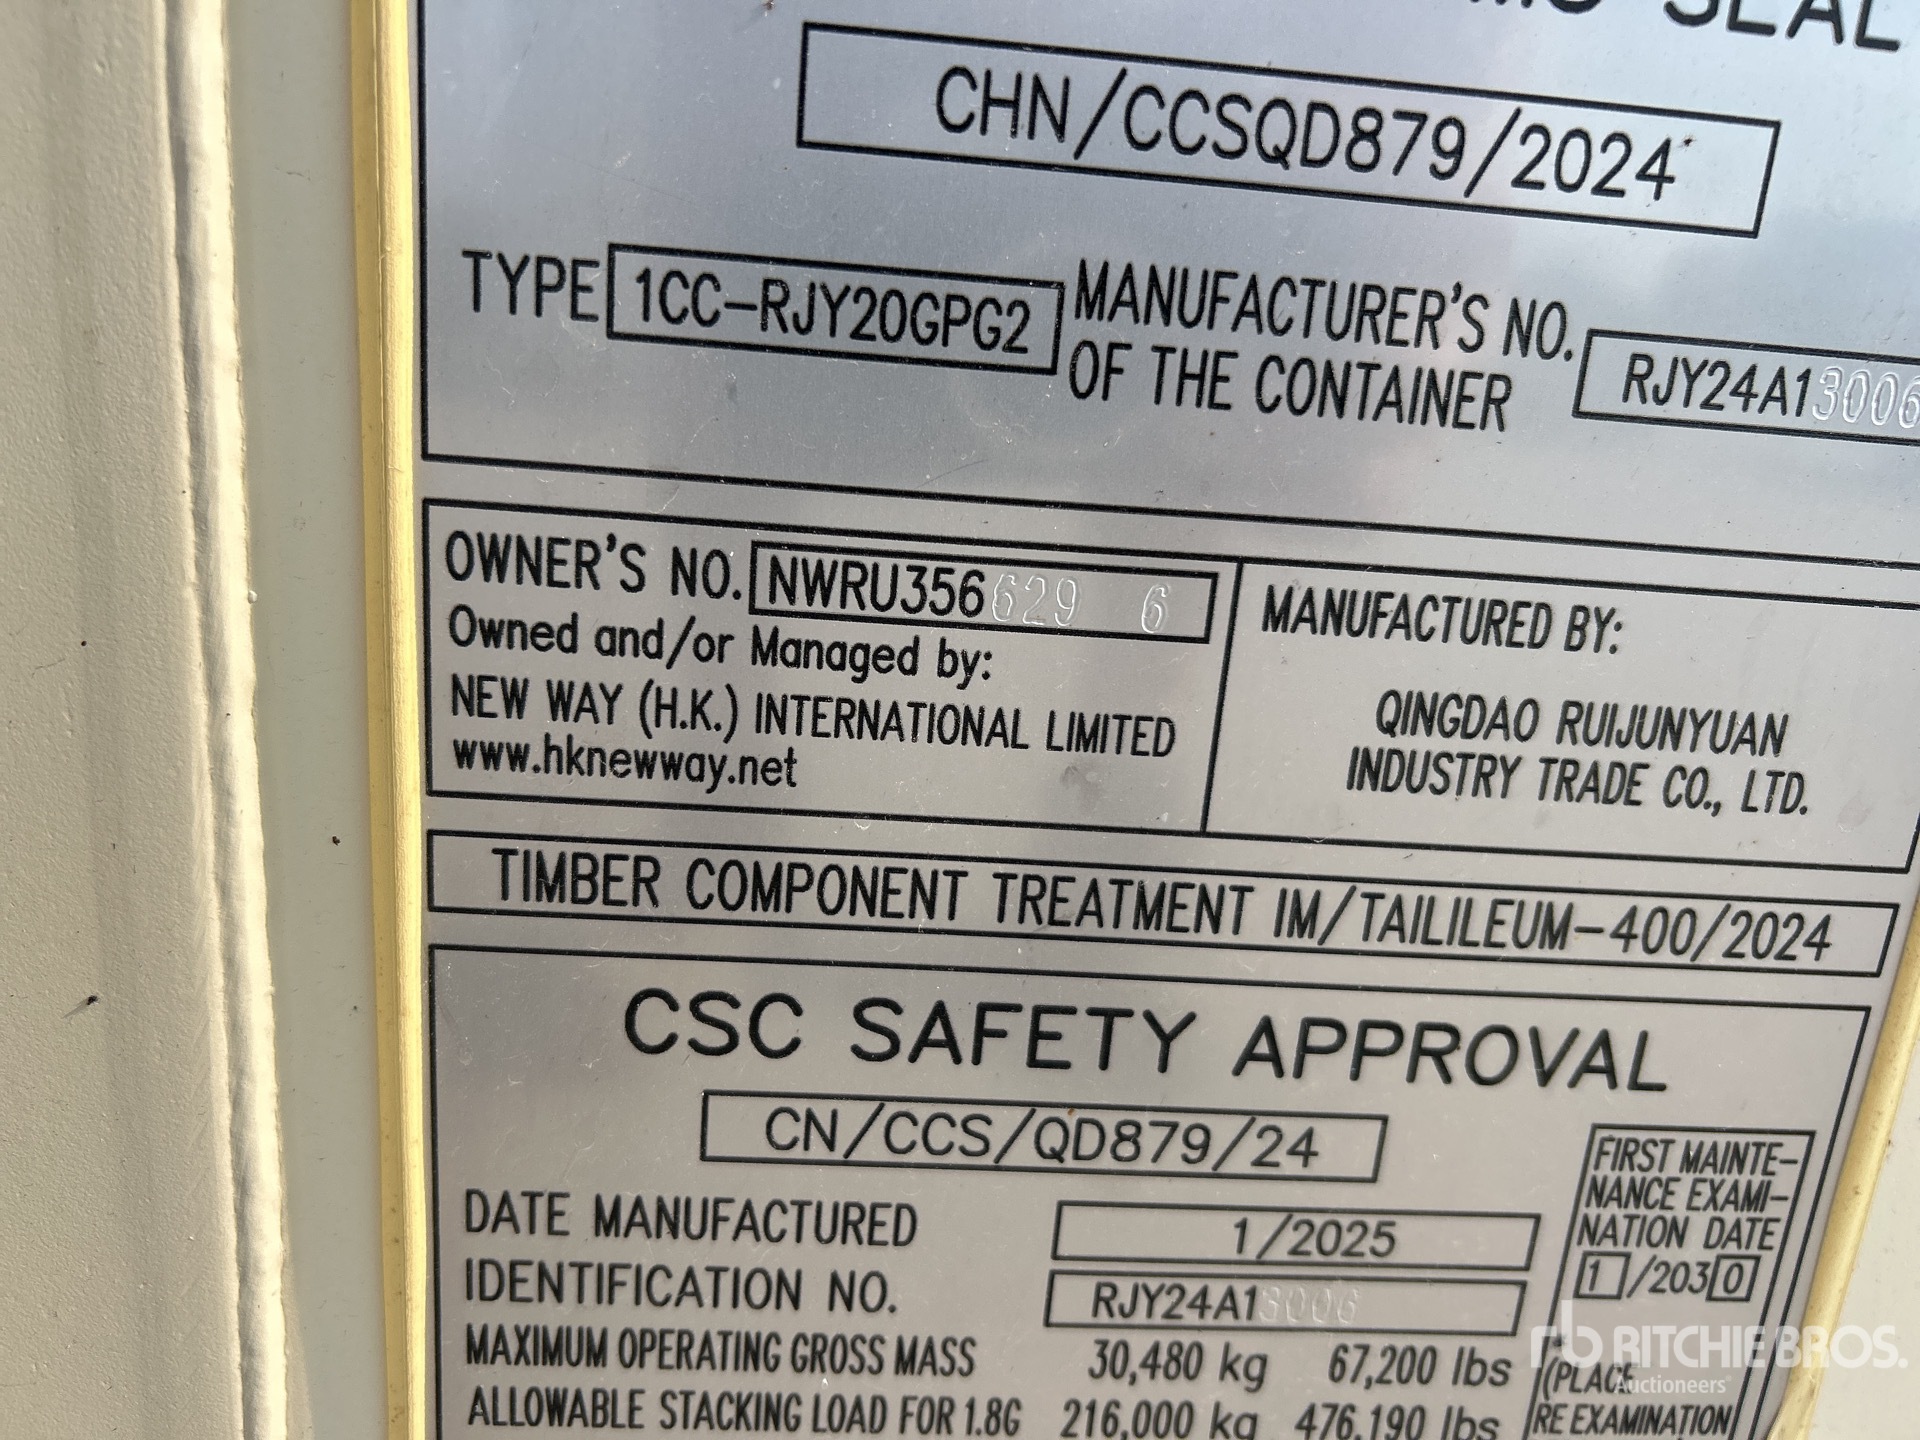 SEAL
CHN/CCSQD879/2024
TYPE 1CC-RJY20GPG2 MANUFACTURER'S NO.
OF THE CONTAINER RJY24A13006
OWNER'S NO. NWRU356629 6
Owned and/or Managed by:
NEW WAY (H.K.) INTERNATIONAL LIMITED
www.hknewway.net
MANUFACTURED BY:
QINGDAO RUIJUNYUAN
INDUSTRY TRADE CO., LTD.
TIMBER COMPONENT TREATMENT IM/TAILILEUM-400/2024
CSC SAFETY APPROVAL
CN/CCS/QD879/24
DATE MANUFACTURED 1/2025
IDENTIFICATION NO. RJY24A13006
MAXIMUM OPERATING GROSS MASS 30,480 kg 67,200 lbs
ALLOWABLE STACKING LOAD FOR 1.8G 216,000 kg 476,190 lbs
FIRST MAINTE-
NANCE EXAMI-
NATION DATE
1/2030
(PLACE
RE EXAMINATION
rb RITCHIE BROS.
Auctioneers